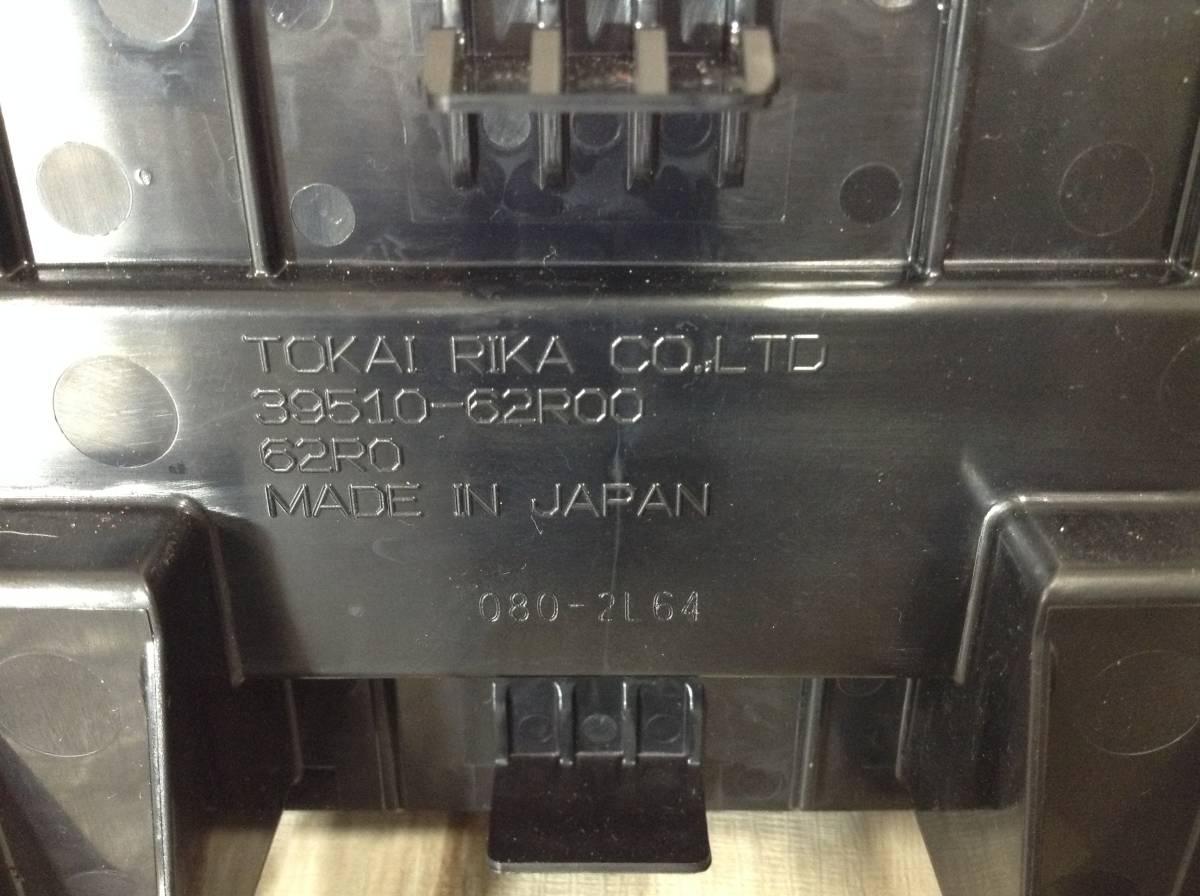 TOKAI RIKA CO.,LTD
39510-62R00
62R0
MADE IN JAPAN
080-2L64